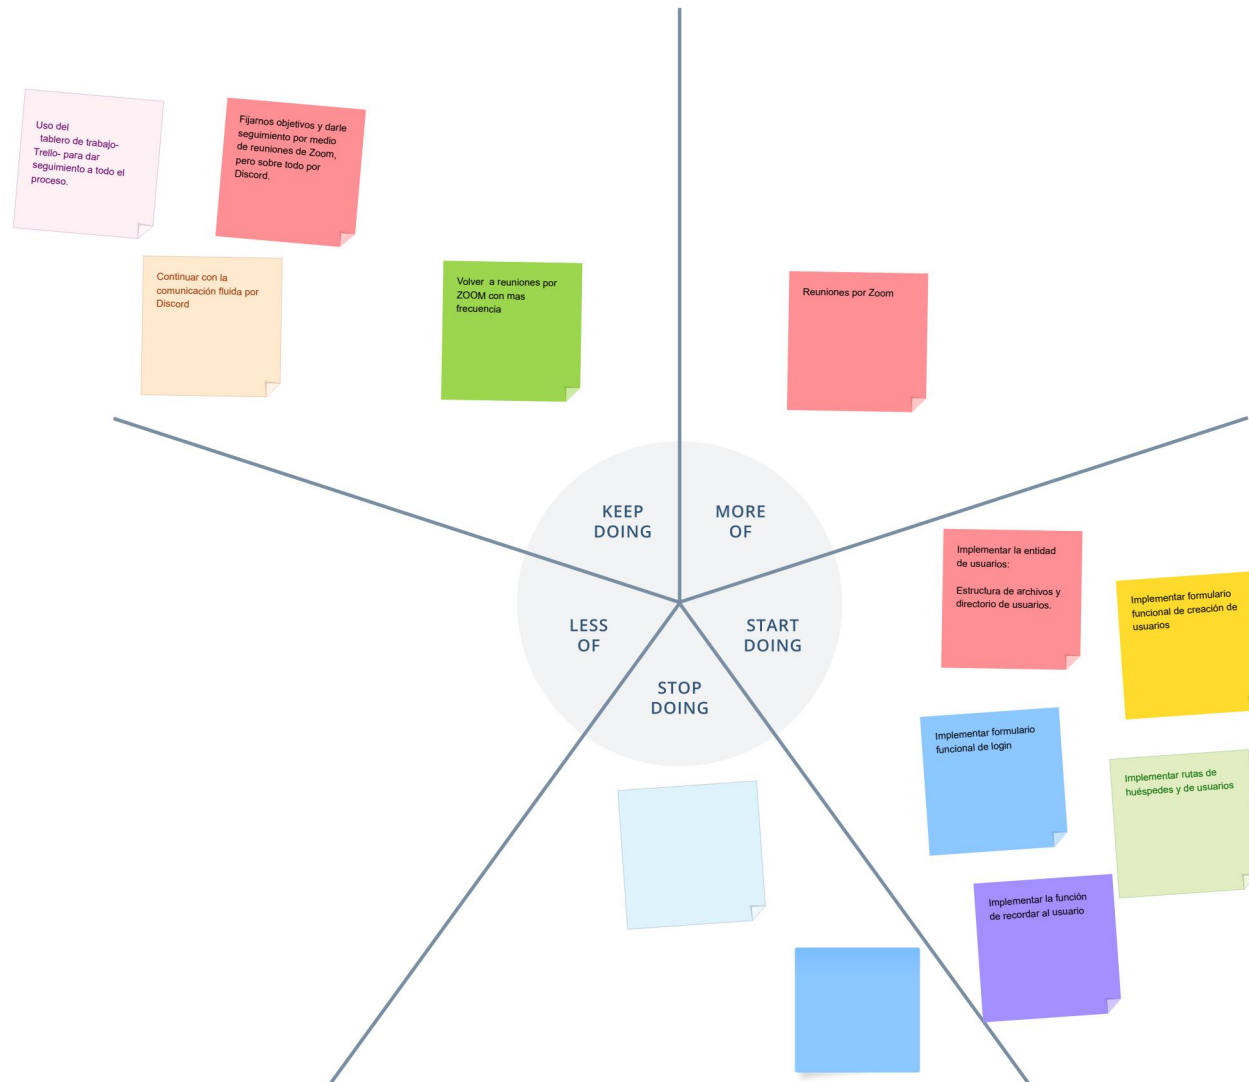 Uso del
tablero de trabajo-
Trello- para dar
seguimiento a todo el
proceso.
Fijarnos objetivos y darle
seguimiento por medio
de reuniones de Zoom,
pero sobre todo por
Discord.
Continuar con la
comunicación fluida por
Discord
Volver  a reuniones por
ZOOM con mas
frecuencia
Reuniones por Zoom
KEEP
DOING
MORE
OF
LESS
OF
START
DOING
STOP
DOING
Implementar la entidad
de usuarios:
Estructura de archivos y
directorio de usuarios.
Implementar formulario
funcional de creación de
usuarios
Implementar formulario
funcional de login
Implementar rutas de
huéspedes y de usuarios
Implementar la función
de recordar al usuario